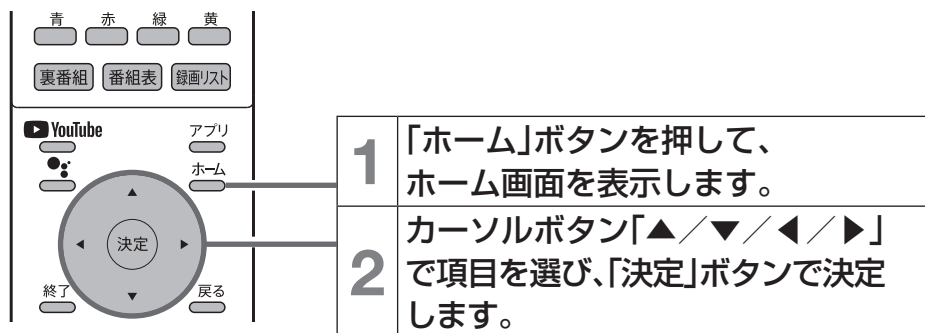 青 赤 緑 黄
裏番組 番組表 録画リスト
YouTube アプリ
ホーム
決定
終了 戻る
1 「ホーム」ボタンを押して、
ホーム画面を表示します。
2 カーソルボタン「▲／▼／◀／▶」
で項目を選び、「決定」ボタンで決定
します。